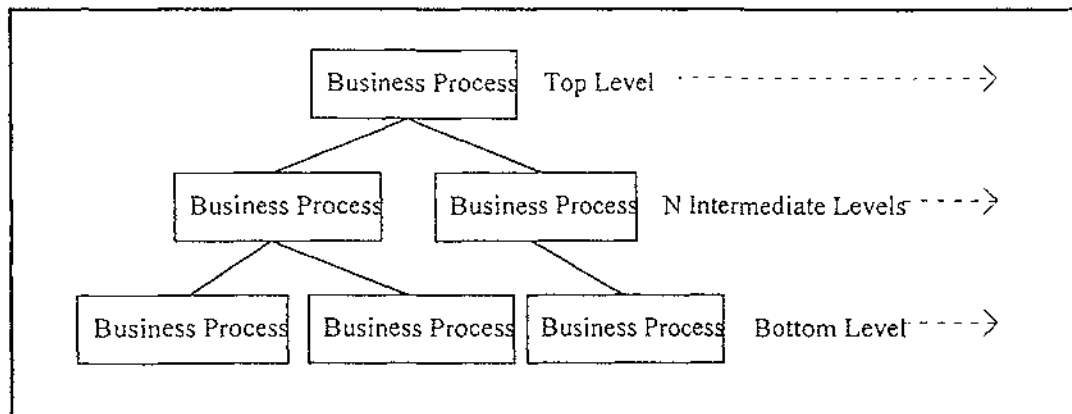 Business Process Top Level
Business Process Business Process N Intermediate Levels
Business Process Business Process Business Process Bottom Level